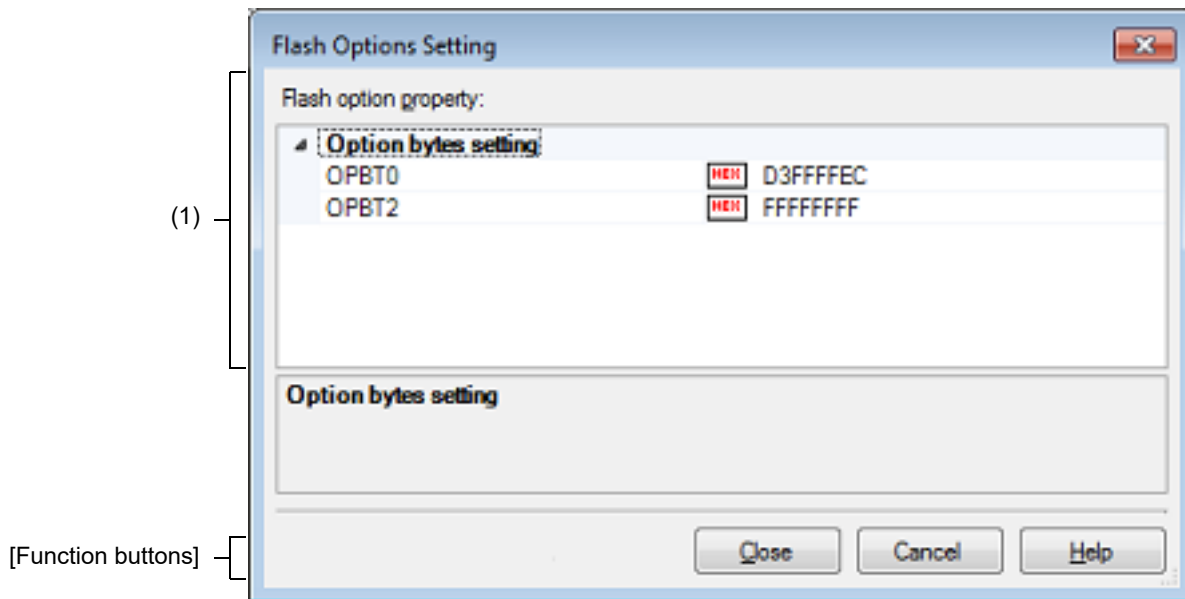 Flash Options Setting
Flash option property:
Option bytes setting
OPBT0 HEX D3FFFFEC
OPBT2 HEX FFFFFFFF
(1)
Option bytes setting
[Function buttons]
Close Cancel Help